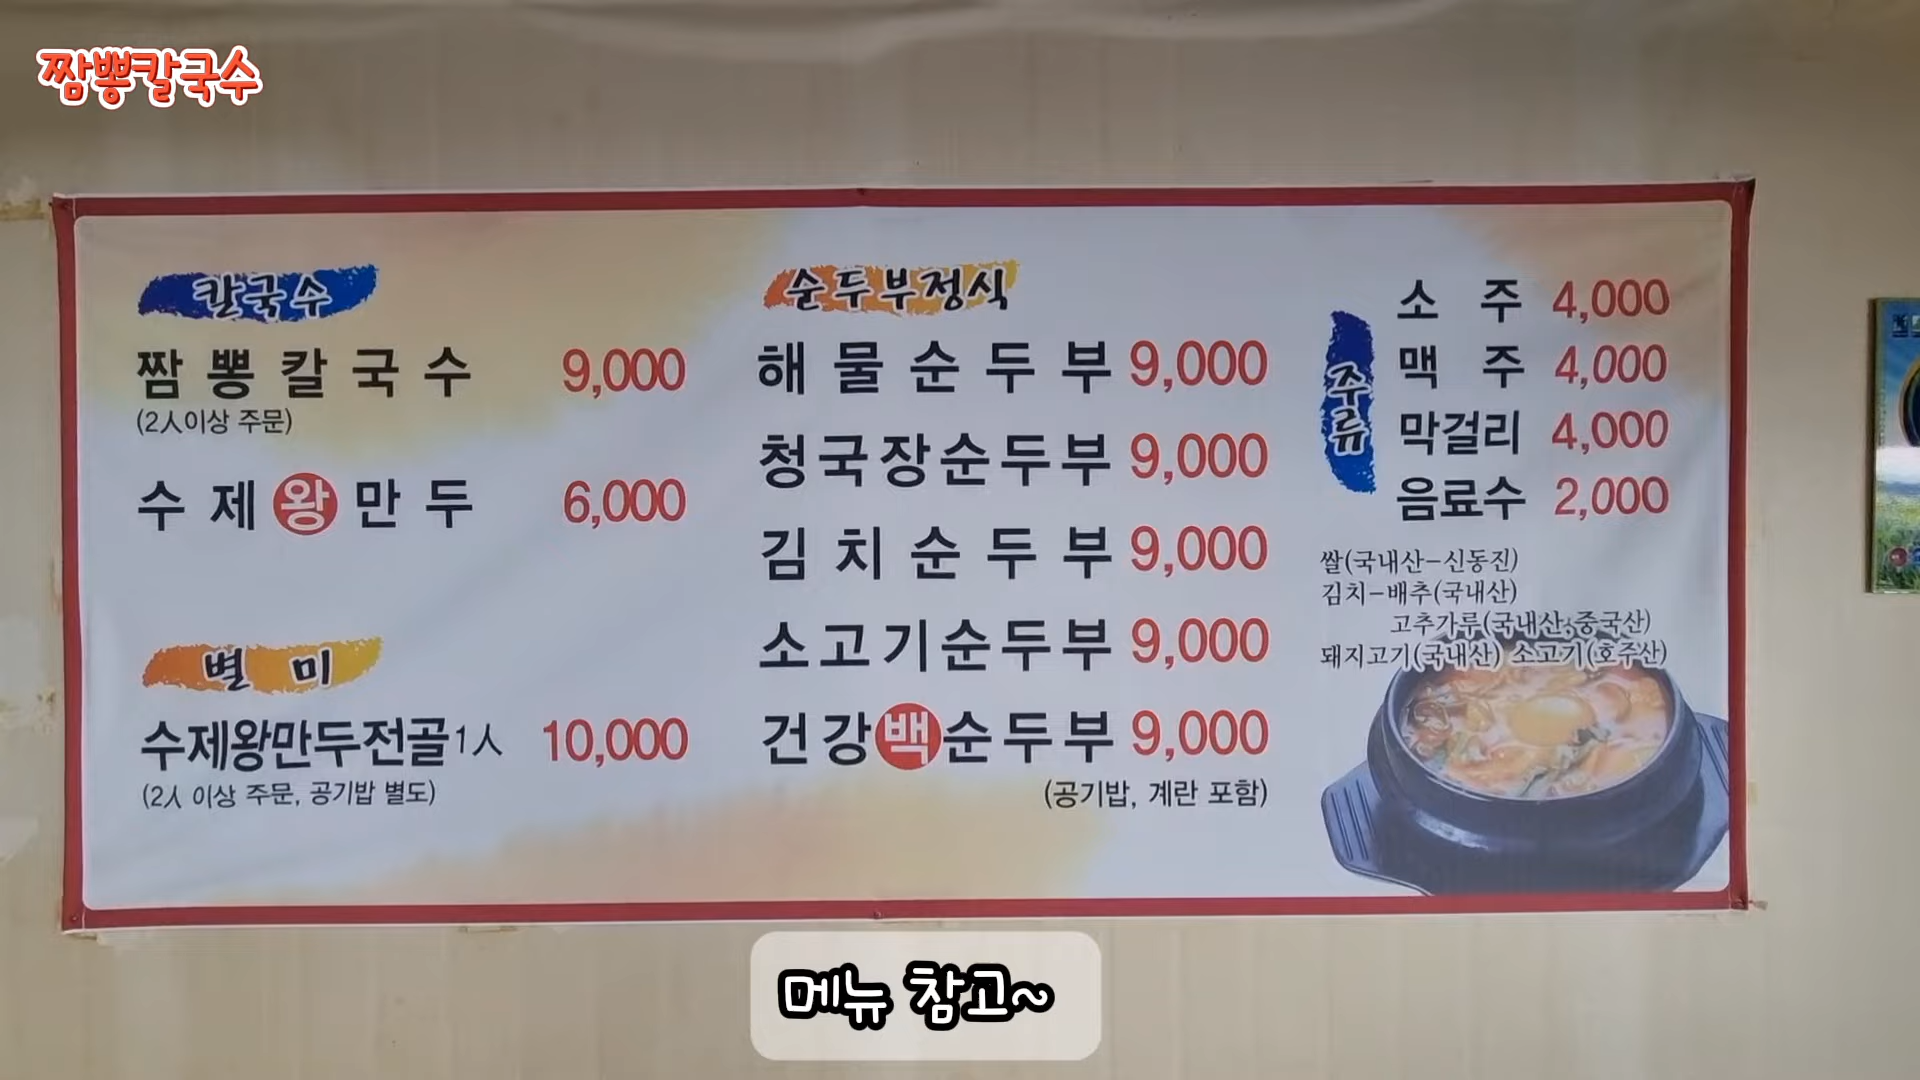 짬뽕칼국수
칼국수
짬뽕칼국수 9,000
(2人이상 주문)
수제왕만두 6,000
별미
수제왕만두전골1人 10,000
(2人 이상 주문, 공기밥 별도)
순두부정식
해물순두부 9,000
청국장순두부 9,000
김치순두부 9,000
소고기순두부 9,000
건강백순두부 9,000
(공기밥, 계란 포함)
주류
소주 4,000
맥주 4,000
막걸리 4,000
음료수 2,000
쌀(국내산-신동진)
김치-배추(국내산)
고추가루(국내산,중국산)
돼지고기(국내산) 소고기(호주산)
메뉴 참고~